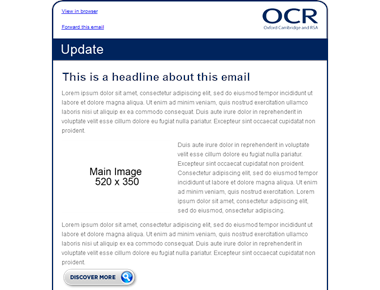 View in browser
OCR
Oxford Cambridge and RSA
Forward this email
Update
This is a headline about this email
Lorem ipsum dolor sit amet, consectetur adipiscing elit, sed do eiusmod tempor incididunt ut
labore et dolore magna aliqua. Ut enim ad minim veniam, quis nostrud exercitation ullamco
laboris nisi ut aliquip ex ea commodo consequat. Duis aute irure dolor in reprehenderit in
voluptate velit esse cillum dolore eu fugiat nulla pariatur. Excepteur sint occaecat cupidatat non
proident.
Main Image
520 x 350
Duis aute irure dolor in reprehenderit in voluptate
velit esse cillum dolore eu fugiat nulla pariatur.
Excepteur sint occaecat cupidatat non proident.
Consectetur adipiscing elit, sed do eiusmod tempor
incididunt ut labore et dolore magna aliqua. Ut enim
ad minim veniam, quis nostrud exercitation. Lorem
ipsum dolor sit amet, consectetur adipiscing elit,
sed do eiusmod, onsectetur adipiscing.
Lorem ipsum dolor sit amet, consectetur adipiscing elit, sed do eiusmod tempor incididunt ut
labore et dolore magna aliqua. Ut enim ad minim veniam, quis nostrud exercitation ullamco
laboris nisi ut aliquip ex ea commodo consequat. Duis aute irure dolor in reprehenderit in
voluptate velit esse cillum dolore eu fugiat nulla pariatur. Excepteur sint occaecat cupidatat non
proident.
DISCOVER MORE